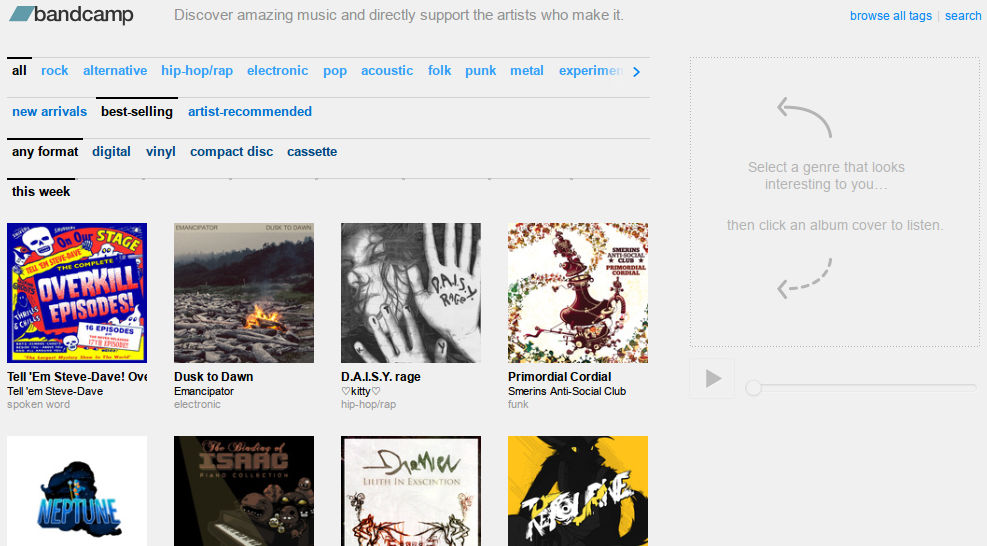 bandcamp
Discover amazing music and directly support the artists who make it.
browse all tags | search
all rock alternative hip-hop/rap electronic pop acoustic folk punk metal experimen
new arrivals best-selling artist-recommended
any format digital vinyl compact disc cassette
this week
Select a genre that looks
interesting to you…
then click an album cover to listen.
On Our STAGE
TELL 'EM STEVE-DAVE
THE COMPLETE
OVERKILL
EPISODES!
THRILLS
& CHILLS
16 EPISODES
17TH EPISODE!
EMANCIPATOR DUSK TO DAWN
D.A.I.S.Y.
RAGE
SMERINS
ANTI-SOCIAL
CLUB
PRIMORDIAL
CORDIAL
Tell 'Em Steve-Dave! Ove
Tell 'em Steve-Dave
spoken word
Dusk to Dawn
Emancipator
electronic
D.A.I.S.Y. rage
♡kitty♡
hip-hop/rap
Primordial Cordial
Smerins Anti-Social Club
funk
NEPTUNE
The Binding of
ISAAC
PIANO COLLECTION
LILITH IN EXSCINTION